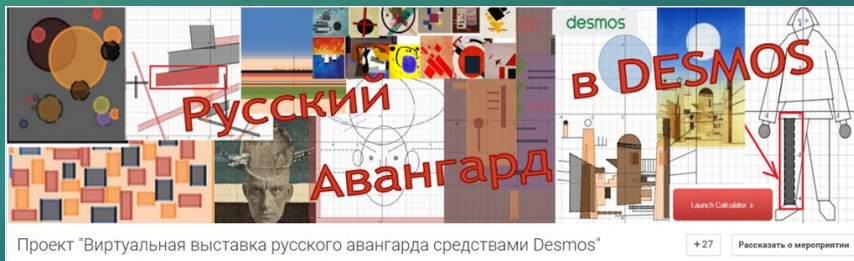 desmos
Русский
Авангард
в DESMOS
Launch Calculator >
Проект "Виртуальная выставка русского авангарда средствами Desmos"
+27
Рассказать о мероприятии